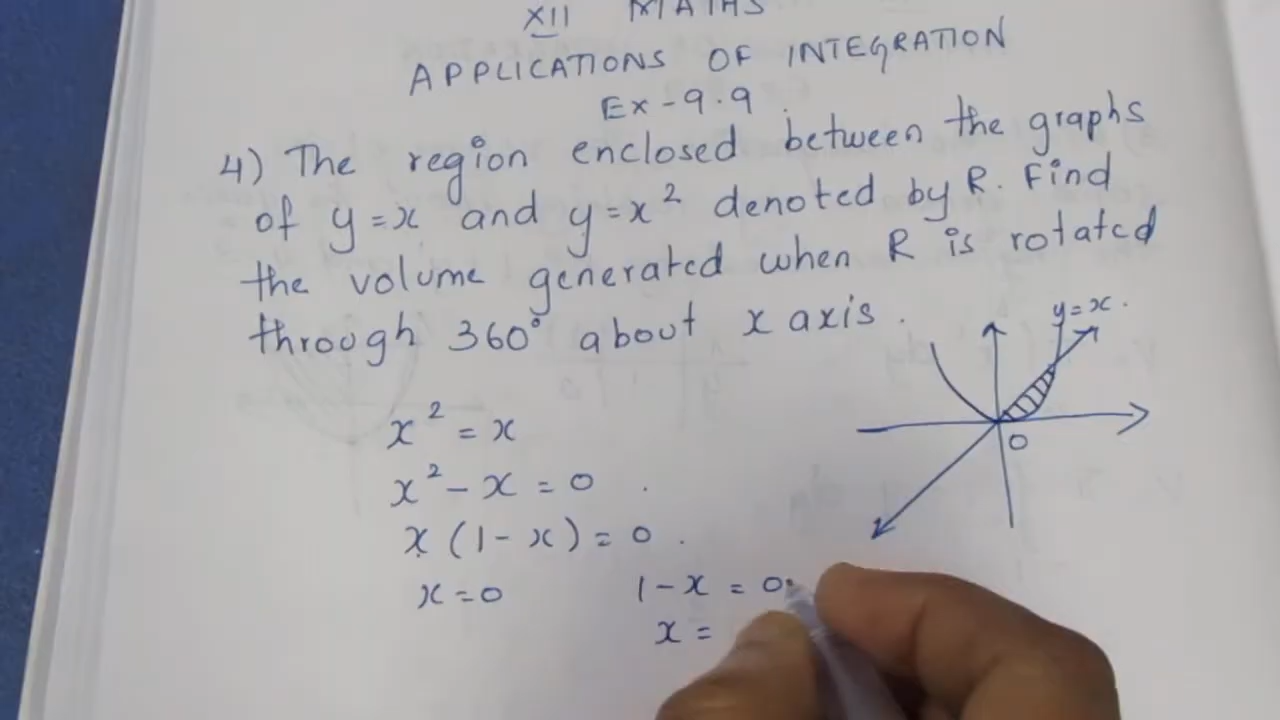 XII MATHS
APPLICATIONS OF INTEGRATION
Ex-9.9.
4) The region enclosed between the graphs
of y=x and y=x² denoted by R. Find
the volume generated when R is rotated
through 360° about x axis.
y=x.
O
x² = x
x² - x = 0.
x(1-x) = 0.
x=0 1-x = 0
x =